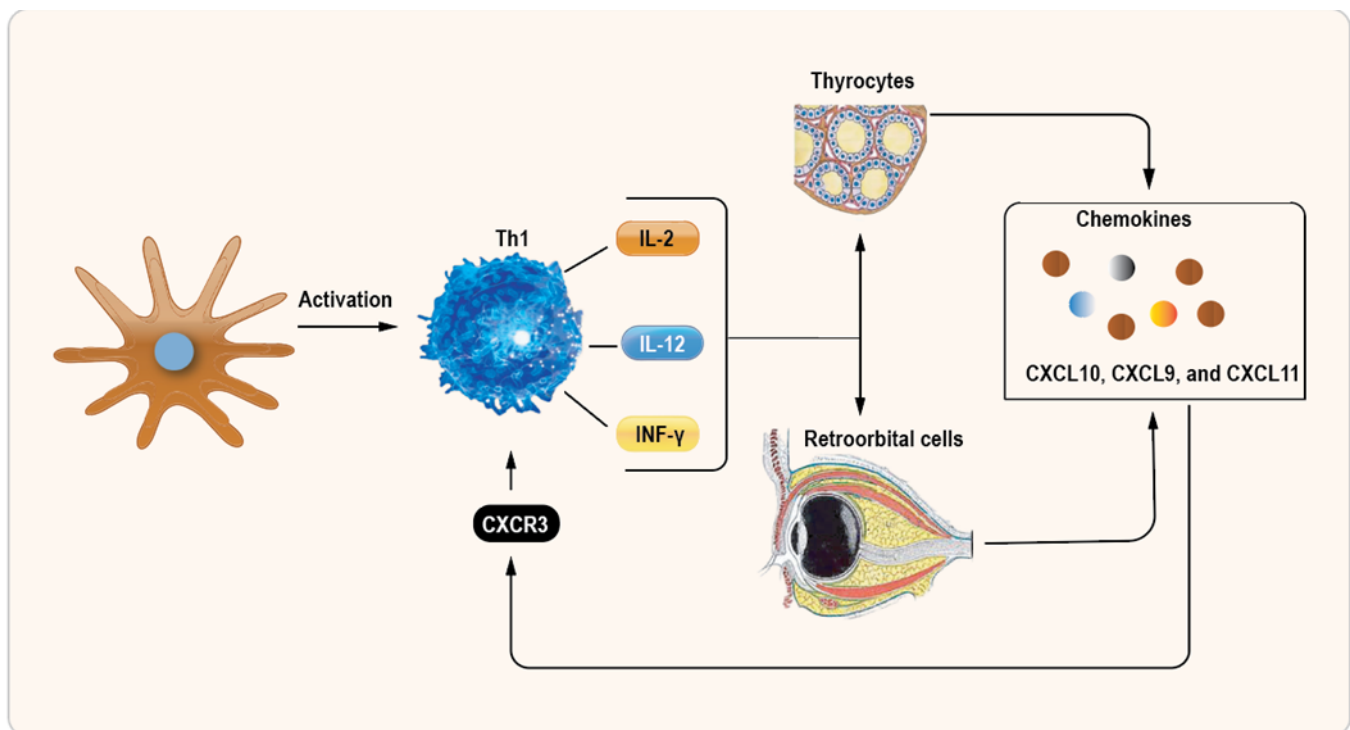 Thyrocytes
Chemokines
Th1
IL-2
Activation
IL-12
CXCL10, CXCL9, and CXCL11
INF-γ
Retroorbital cells
CXCR3